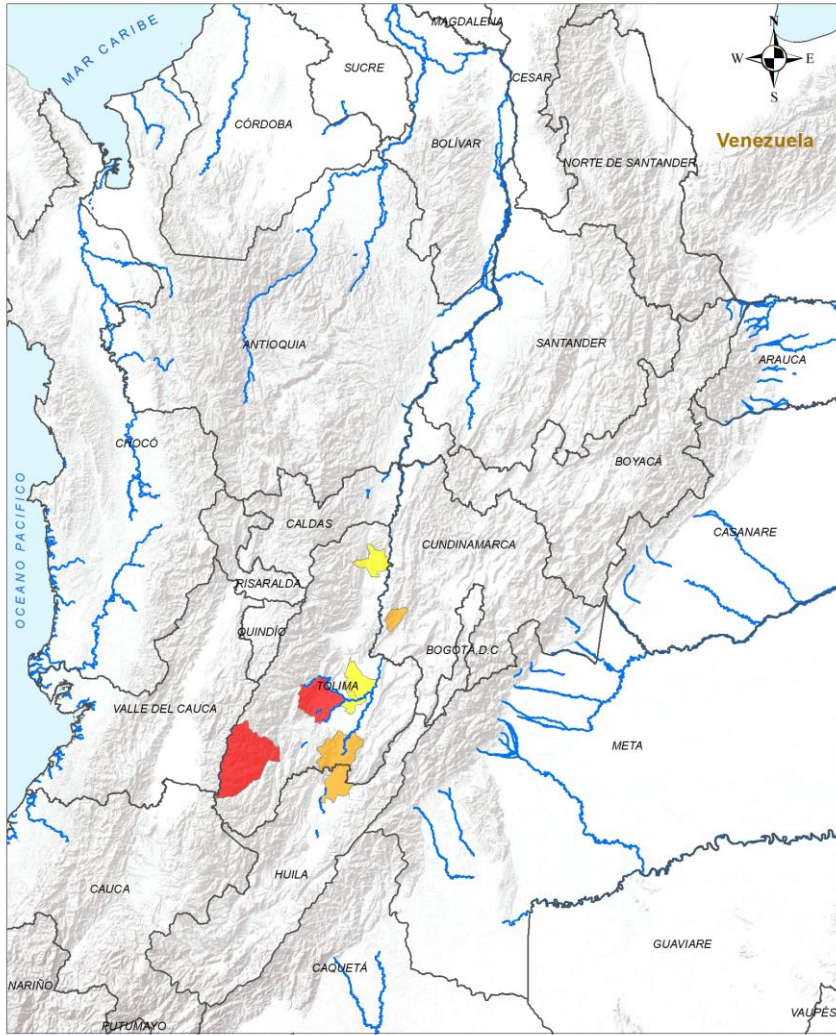 MAGDALENA
N
W E
S
MAR CARIBE
SUCRE
CESAR
CÓRDOBA
BOLÍVAR
Venezuela
NORTE DE SANTANDER
ANTIOQUIA
SANTANDER
ARAUCA
CHOCÓ
BOYACÁ
OCEANO PACIFICO
CALDAS
CASANARE
CUNDINAMARCA
RISARALDA
QUINDÍO
BOGOTÁ,D.C
TOLIMA
VALLE DEL CAUCA
META
HUILA
CAUCA
GUAVIARE
CAQUETÁ
NARIÑO
VAUPÉS
PUTUMAYO